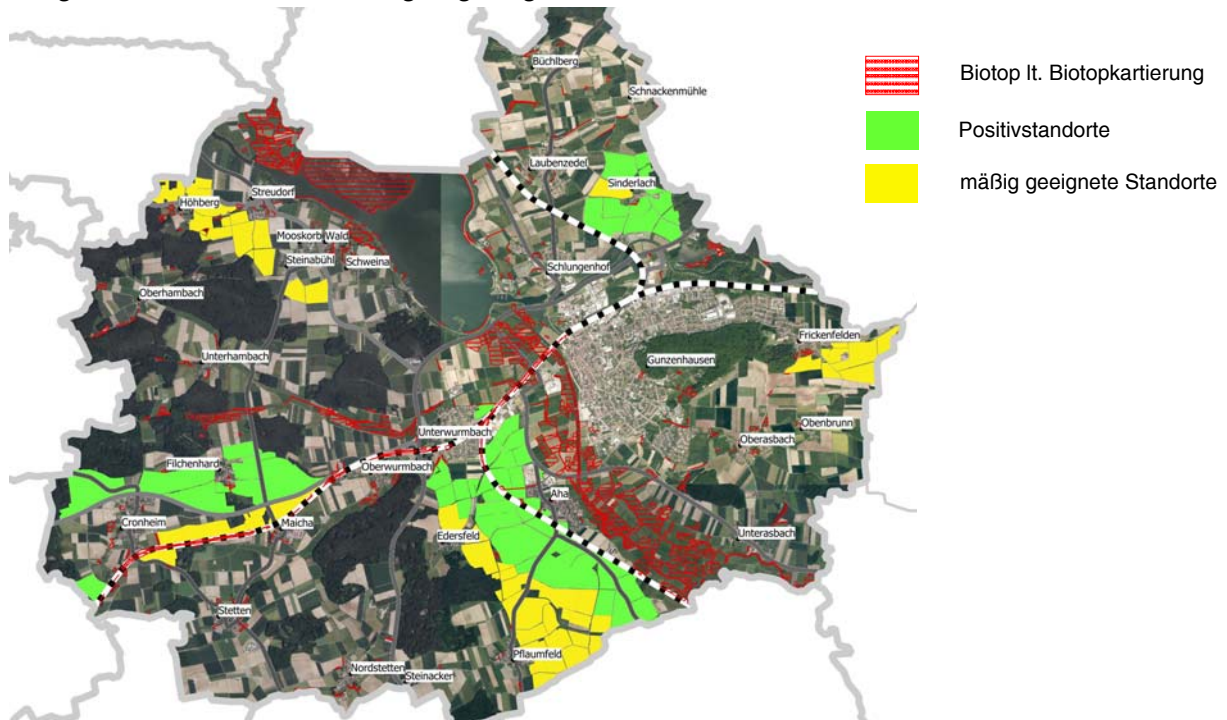 Büchlberg
Schnackenmühle
Biotop lt. Biotopkartierung
Positivstandorte
mäßig geeignete Standorte
Laubenzedel
Sinderlach
Streudorf
Höhberg
Mooskorb
Wald
Steinabühl
Schweina
Schlungenhof
Oberhambach
Frickenfelden
Unterhambach
Gunzenhausen
Obenbrunn
Unterwurmbach
Oberasbach
Filchenhard
Oberwurmbach
Aha
Cronheim
Maicha
Edersfeld
Unterasbach
Stetten
Pflaumfeld
Nordstetten
Steinacker